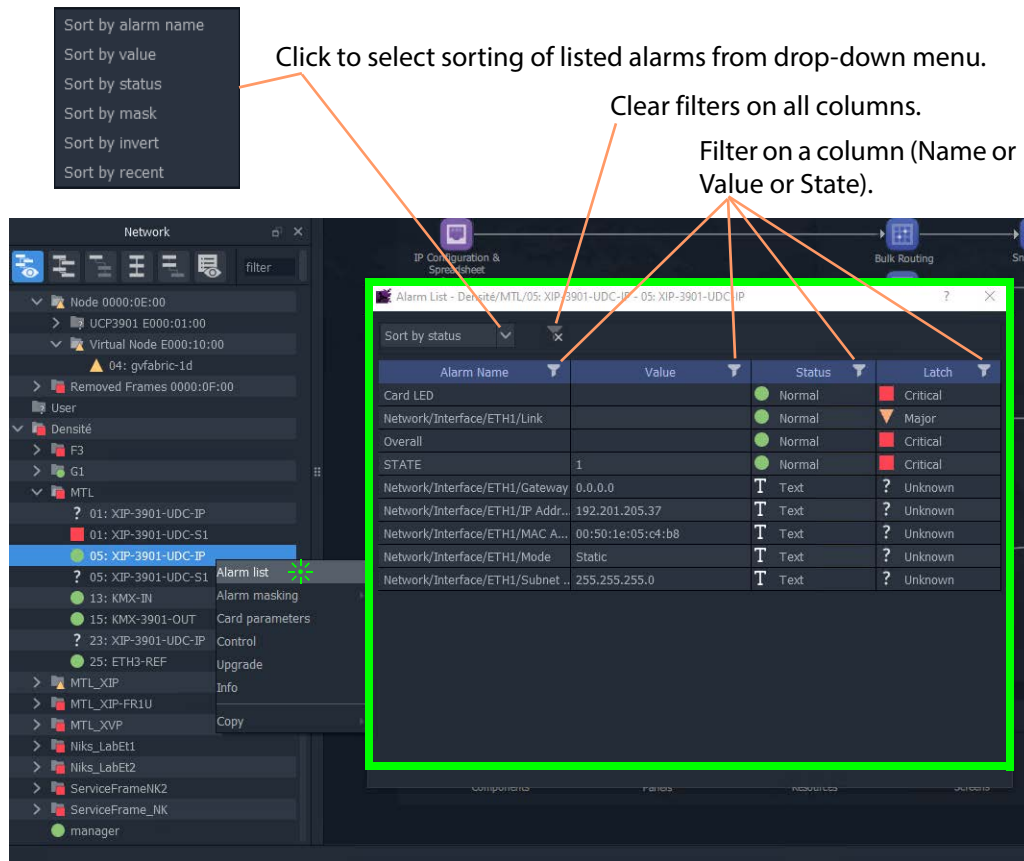 Sort by alarm name
Sort by value
Sort by status
Sort by mask
Sort by invert
Sort by recent
Click to select sorting of listed alarms from drop-down menu.
Clear filters on all columns.
Filter on a column (Name or
Value or State).
Network
filter
Node 0000:0E:00
UCP3901 E000:01:00
Virtual Node E000:10:00
04: gvfabric-1d
Removed Frames 0000:0F:00
User
Densité
F3
G1
MTL
? 01: XIP-3901-UDC-IP
01: XIP-3901-UDC-S1
05: XIP-3901-UDC-IP
? 05: XIP-3901-UDC-S1
13: KMX-IN
15: KMX-3901-OUT
? 23: XIP-3901-UDC-IP
25: ETH3-REF
MTL_XIP
MTL_XIP-FR1U
MTL_XVP
Niks_LabEt1
Niks_LabEt2
ServiceFrameNK2
ServiceFrame_NK
manager
Alarm list
Alarm masking
Card parameters
Control
Upgrade
Info
Copy
IP Configuration &
Spreadsheet
Bulk Routing
Sn
Alarm List - Densité/MTL/05: XIP-3901-UDC-IP - 05: XIP-3901-UDC-IP ? ×
Sort by status
Alarm Name Value Status Latch
Card LED Normal Critical
Network/Interface/ETH1/Link Normal Major
Overall Normal Critical
STATE 1 Normal Critical
Network/Interface/ETH1/Gateway 0.0.0.0 T Text ? Unknown
Network/Interface/ETH1/IP Addr... 192.201.205.37 T Text ? Unknown
Network/Interface/ETH1/MAC A... 00:50:1e:05:c4:b8 T Text ? Unknown
Network/Interface/ETH1/Mode Static T Text ? Unknown
Network/Interface/ETH1/Subnet .. 255.255.255.0 T Text ? Unknown
Components Panels Resources Screens